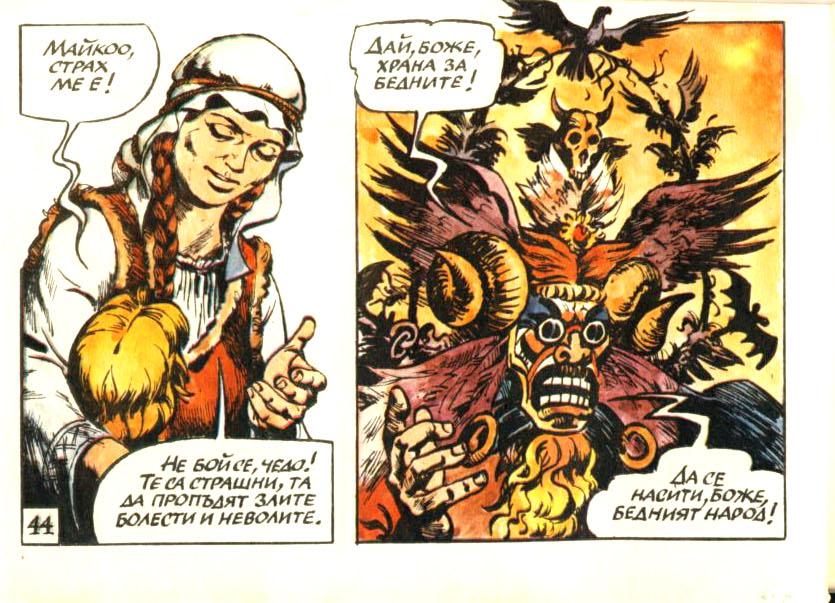 МАЙКОО,
СТРАХ
МЕ Е!
НЕ БОЙ СЕ, ЧЕДО!
ТЕ СА СТРАШНИ, ТА
ДА ПРОПЪДЯТ ЗЛИТЕ
БОЛЕСТИ И НЕВОЛИТЕ.
44
ДАЙ, БОЖЕ,
ХРАНА ЗА
БЕДНИТЕ!
ДА СЕ
НАСИТИ, БОЖЕ,
БЕДНИЯТ НАРОД!